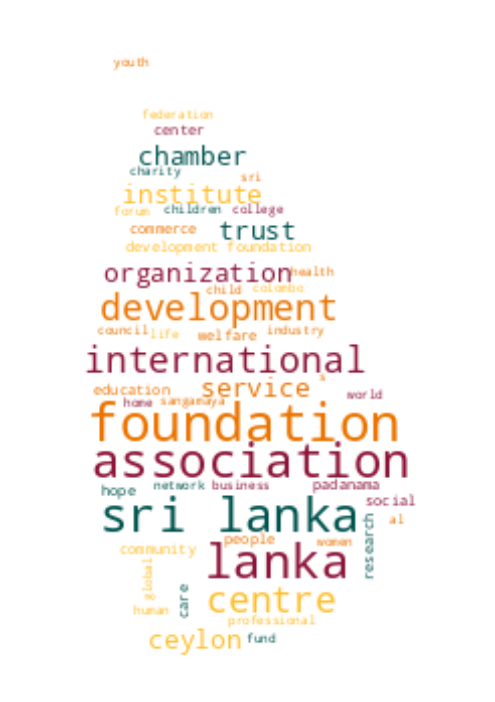 youth
federation
center
chamber
charity
sri
institute
forum children college
commerce trust
development foundation
organization health
child colombo
development
council life welfare industry
international
education service s
home sangamaya world
foundation
association
hope network business padanama
social
sri lanka al
people women research
community
lanka
global
care centre
human
professional
ceylon fund